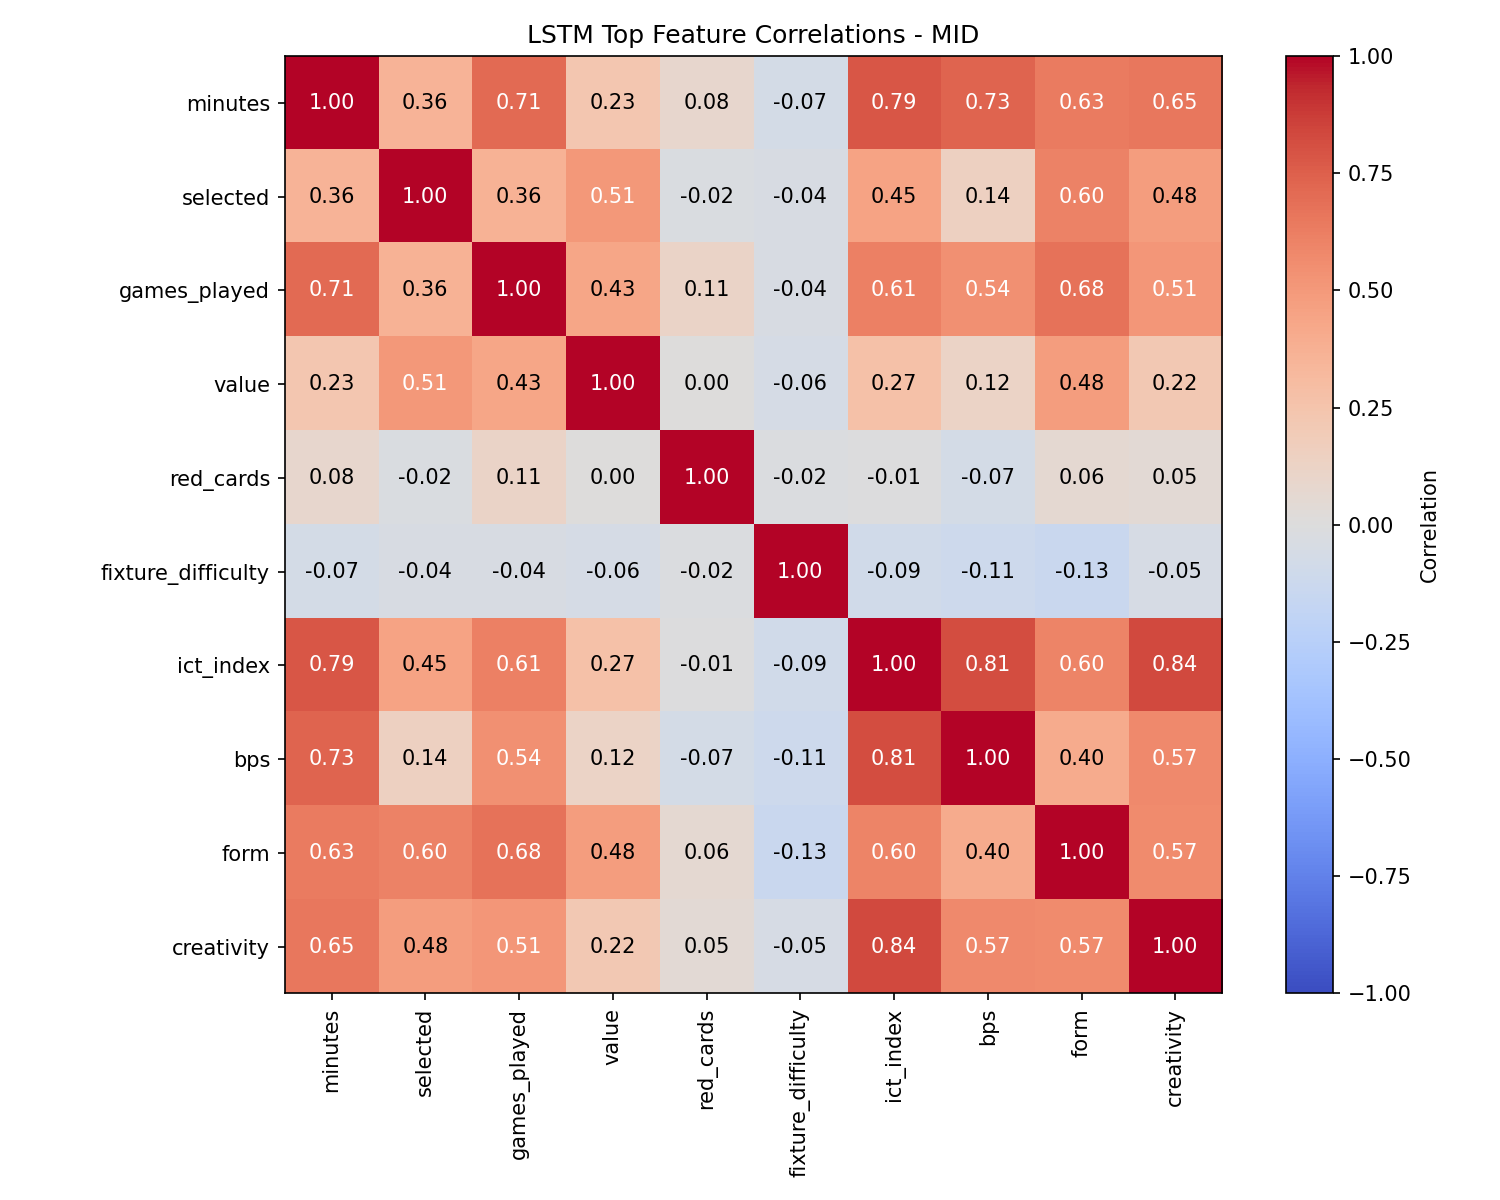 LSTM Top Feature Correlations - MID
minutes 1.00 0.36 0.71 0.23 0.08 -0.07 0.79 0.73 0.63 0.65
selected 0.36 1.00 0.36 0.51 -0.02 -0.04 0.45 0.14 0.60 0.48
games_played 0.71 0.36 1.00 0.43 0.11 -0.04 0.61 0.54 0.68 0.51
value 0.23 0.51 0.43 1.00 0.00 -0.06 0.27 0.12 0.48 0.22
red_cards 0.08 -0.02 0.11 0.00 1.00 -0.02 -0.01 -0.07 0.06 0.05
fixture_difficulty -0.07 -0.04 -0.04 -0.06 -0.02 1.00 -0.09 -0.11 -0.13 -0.05
ict_index 0.79 0.45 0.61 0.27 -0.01 -0.09 1.00 0.81 0.60 0.84
bps 0.73 0.14 0.54 0.12 -0.07 -0.11 0.81 1.00 0.40 0.57
form 0.63 0.60 0.68 0.48 0.06 -0.13 0.60 0.40 1.00 0.57
creativity 0.65 0.48 0.51 0.22 0.05 -0.05 0.84 0.57 0.57 1.00
minutes
selected
games_played
value
red_cards
fixture_difficulty
ict_index
bps
form
creativity
1.00
0.75
0.50
0.25
0.00
−0.25
−0.50
−0.75
−1.00
Correlation